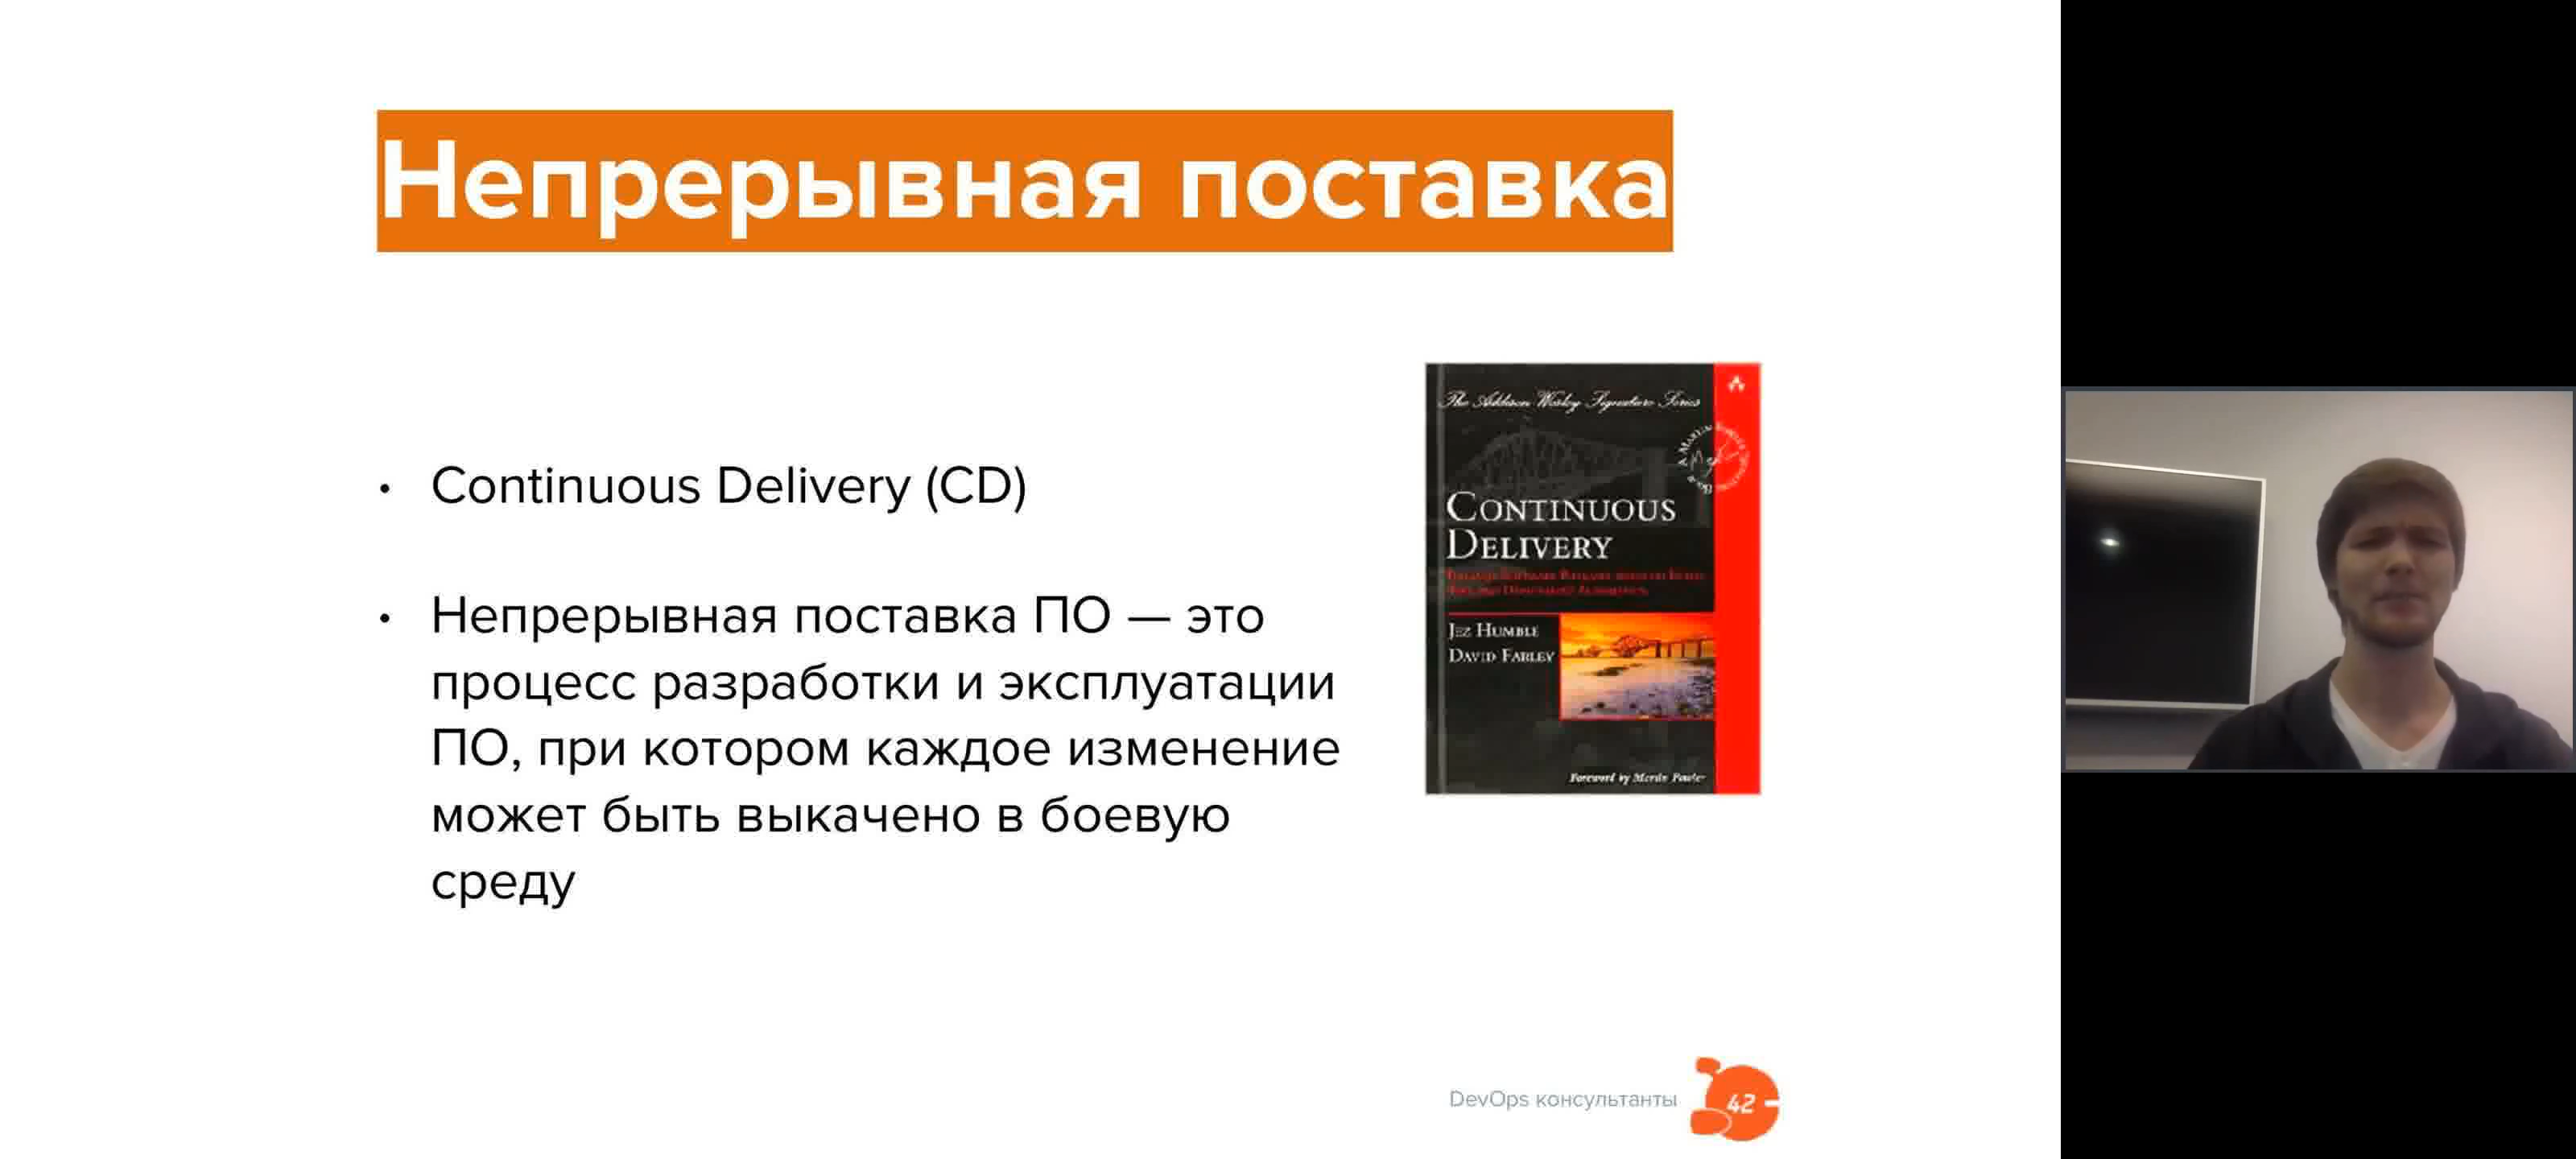 Непрерывная поставка
• Continuous Delivery (CD)
• Непрерывная поставка ПО — это
процесс разработки и эксплуатации
ПО, при котором каждое изменение
может быть выкачено в боевую
среду
The Addison Wesley Signature Series
CONTINUOUS
DELIVERY
JEZ HUMBLE
DAVID FARLEY
Foreword by Martin Fowler
DevOps консультанты
42